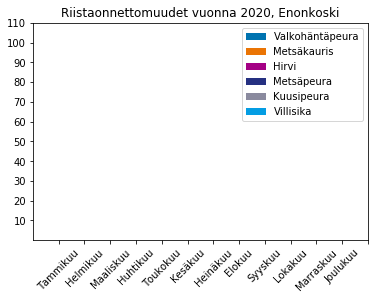 Riistaonnettomuudet vuonna 2020, Enonkoski
110
100
90
80
70
60
50
40
30
20
10
Valkohäntäpeura
Metsäkauris
Hirvi
Metsäpeura
Kuusipeura
Villisika
Tammikuu
Helmikuu
Maaliskuu
Huhtikuu
Toukokuu
Kesäkuu
Heinäkuu
Elokuu
Syyskuu
Lokakuu
Marraskuu
Joulukuu